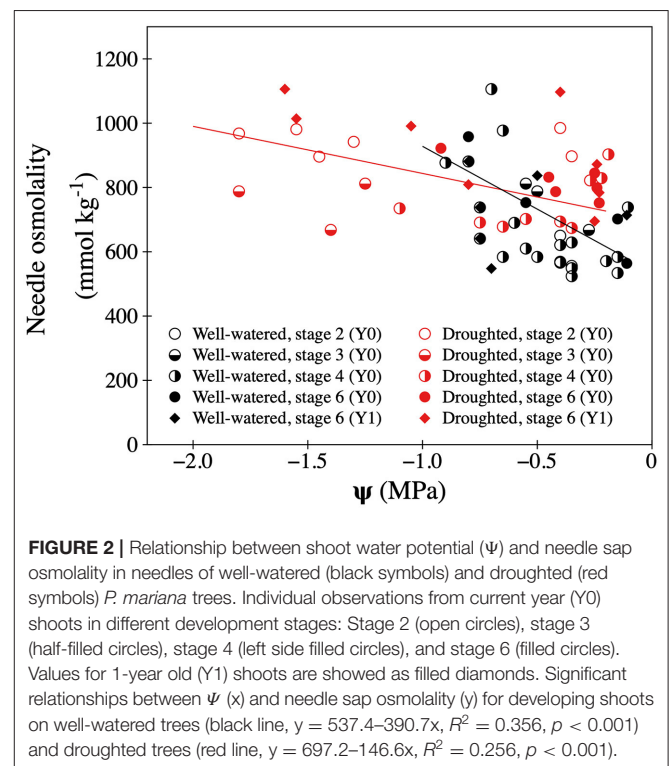 1200
1000
800
600
400
200
0
Needle osmolality
(mmol kg⁻¹)
Well-watered, stage 2 (Y0)
Well-watered, stage 3 (Y0)
Well-watered, stage 4 (Y0)
Well-watered, stage 6 (Y0)
Well-watered, stage 6 (Y1)
Droughted, stage 2 (Y0)
Droughted, stage 3 (Y0)
Droughted, stage 4 (Y0)
Droughted, stage 6 (Y0)
Droughted, stage 6 (Y1)
−2.0 −1.5 −1.0 −0.5 0
Ψ (MPa)
FIGURE 2 | Relationship between shoot water potential (Ψ) and needle sap
osmolality in needles of well-watered (black symbols) and droughted (red
symbols) P. mariana trees. Individual observations from current year (Y0)
shoots in different development stages: Stage 2 (open circles), stage 3
(half-filled circles), stage 4 (left side filled circles), and stage 6 (filled circles).
Values for 1-year old (Y1) shoots are showed as filled diamonds. Significant
relationships between Ψ (x) and needle sap osmolality (y) for developing shoots
on well-watered trees (black line, y = 537.4–390.7x, R² = 0.356, p < 0.001)
and droughted trees (red line, y = 697.2–146.6x, R² = 0.256, p < 0.001).